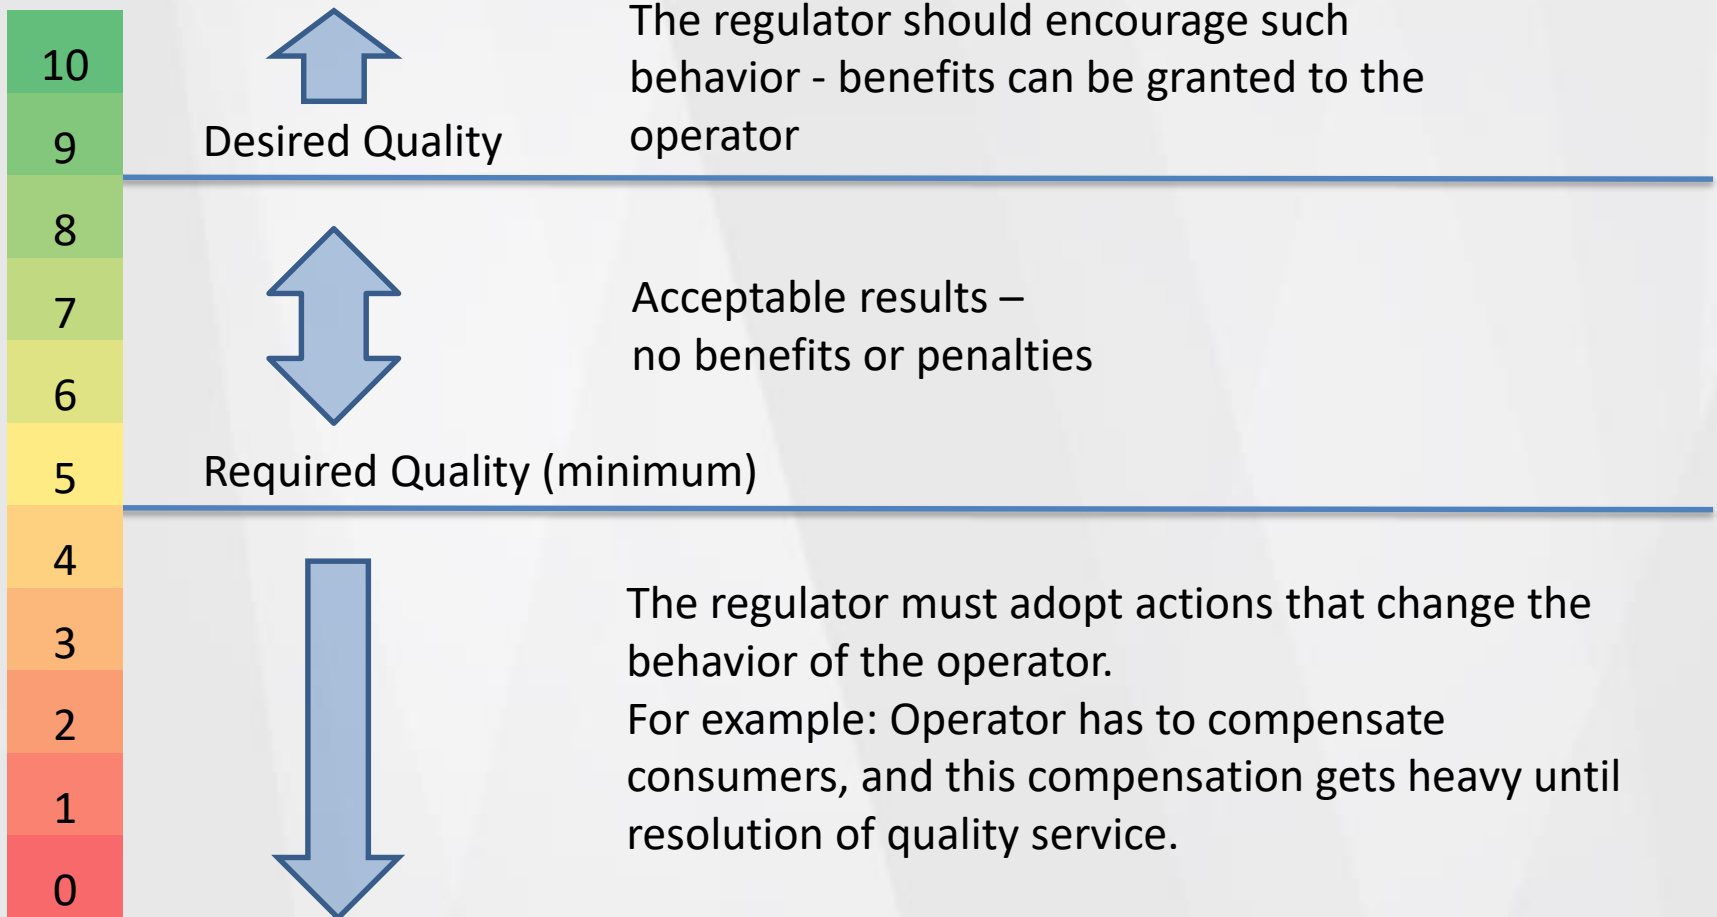 The regulator should encourage such
behavior - benefits can be granted to the
operator
10
9
Desired Quality
8
7
6
Acceptable results –
no benefits or penalties
5
Required Quality (minimum)
4
3
2
1
0
The regulator must adopt actions that change the
behavior of the operator.
For example: Operator has to compensate
consumers, and this compensation gets heavy until
resolution of quality service.